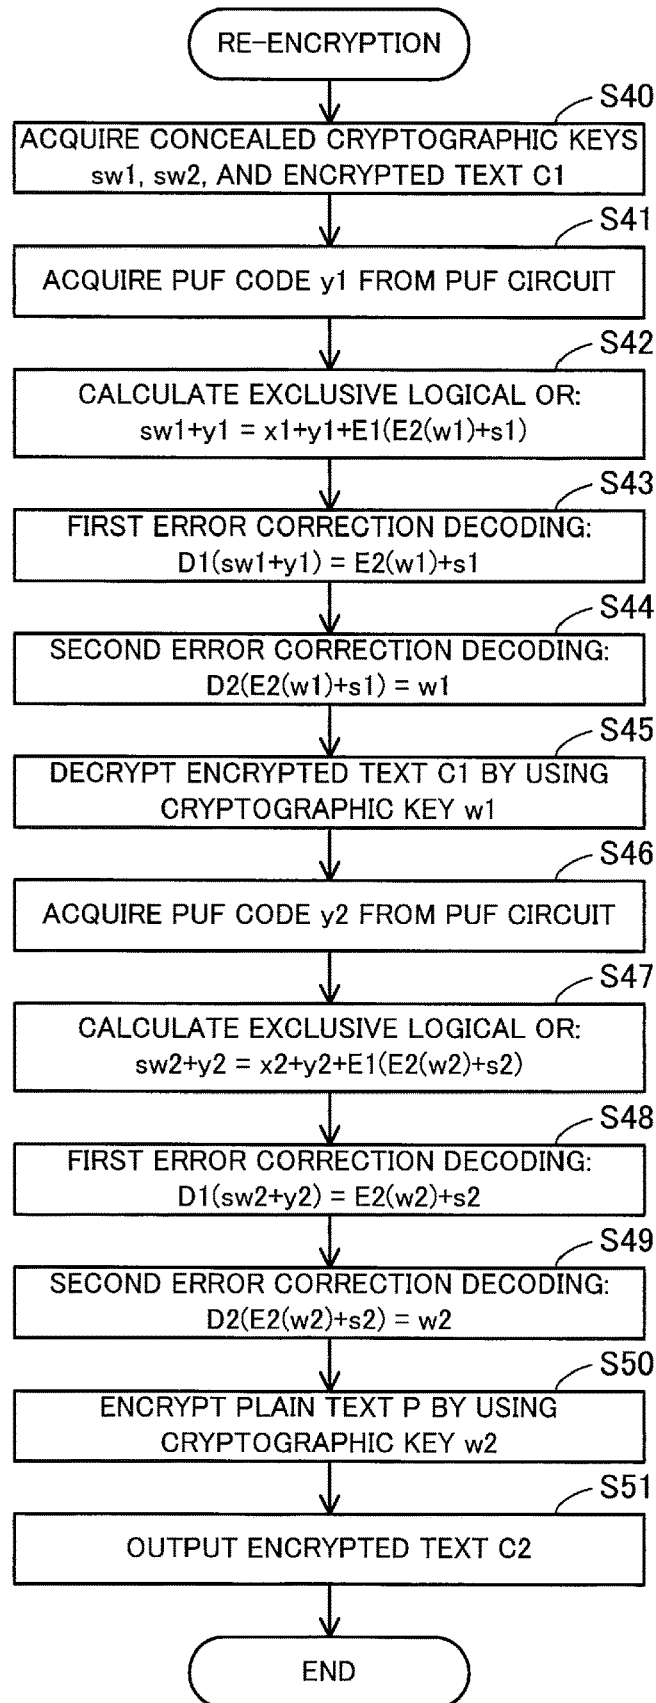 RE-ENCRYPTION
S40
ACQUIRE CONCEALED CRYPTOGRAPHIC KEYS
sw1, sw2, AND ENCRYPTED TEXT C1
S41
ACQUIRE PUF CODE y1 FROM PUF CIRCUIT
S42
CALCULATE EXCLUSIVE LOGICAL OR:
sw1+y1 = x1+y1+E1(E2(w1)+s1)
S43
FIRST ERROR CORRECTION DECODING:
D1(sw1+y1) = E2(w1)+s1
S44
SECOND ERROR CORRECTION DECODING:
D2(E2(w1)+s1) = w1
S45
DECRYPT ENCRYPTED TEXT C1 BY USING
CRYPTOGRAPHIC KEY w1
S46
ACQUIRE PUF CODE y2 FROM PUF CIRCUIT
S47
CALCULATE EXCLUSIVE LOGICAL OR:
sw2+y2 = x2+y2+E1(E2(w2)+s2)
S48
FIRST ERROR CORRECTION DECODING:
D1(sw2+y2) = E2(w2)+s2
S49
SECOND ERROR CORRECTION DECODING:
D2(E2(w2)+s2) = w2
S50
ENCRYPT PLAIN TEXT P BY USING
CRYPTOGRAPHIC KEY w2
S51
OUTPUT ENCRYPTED TEXT C2
END